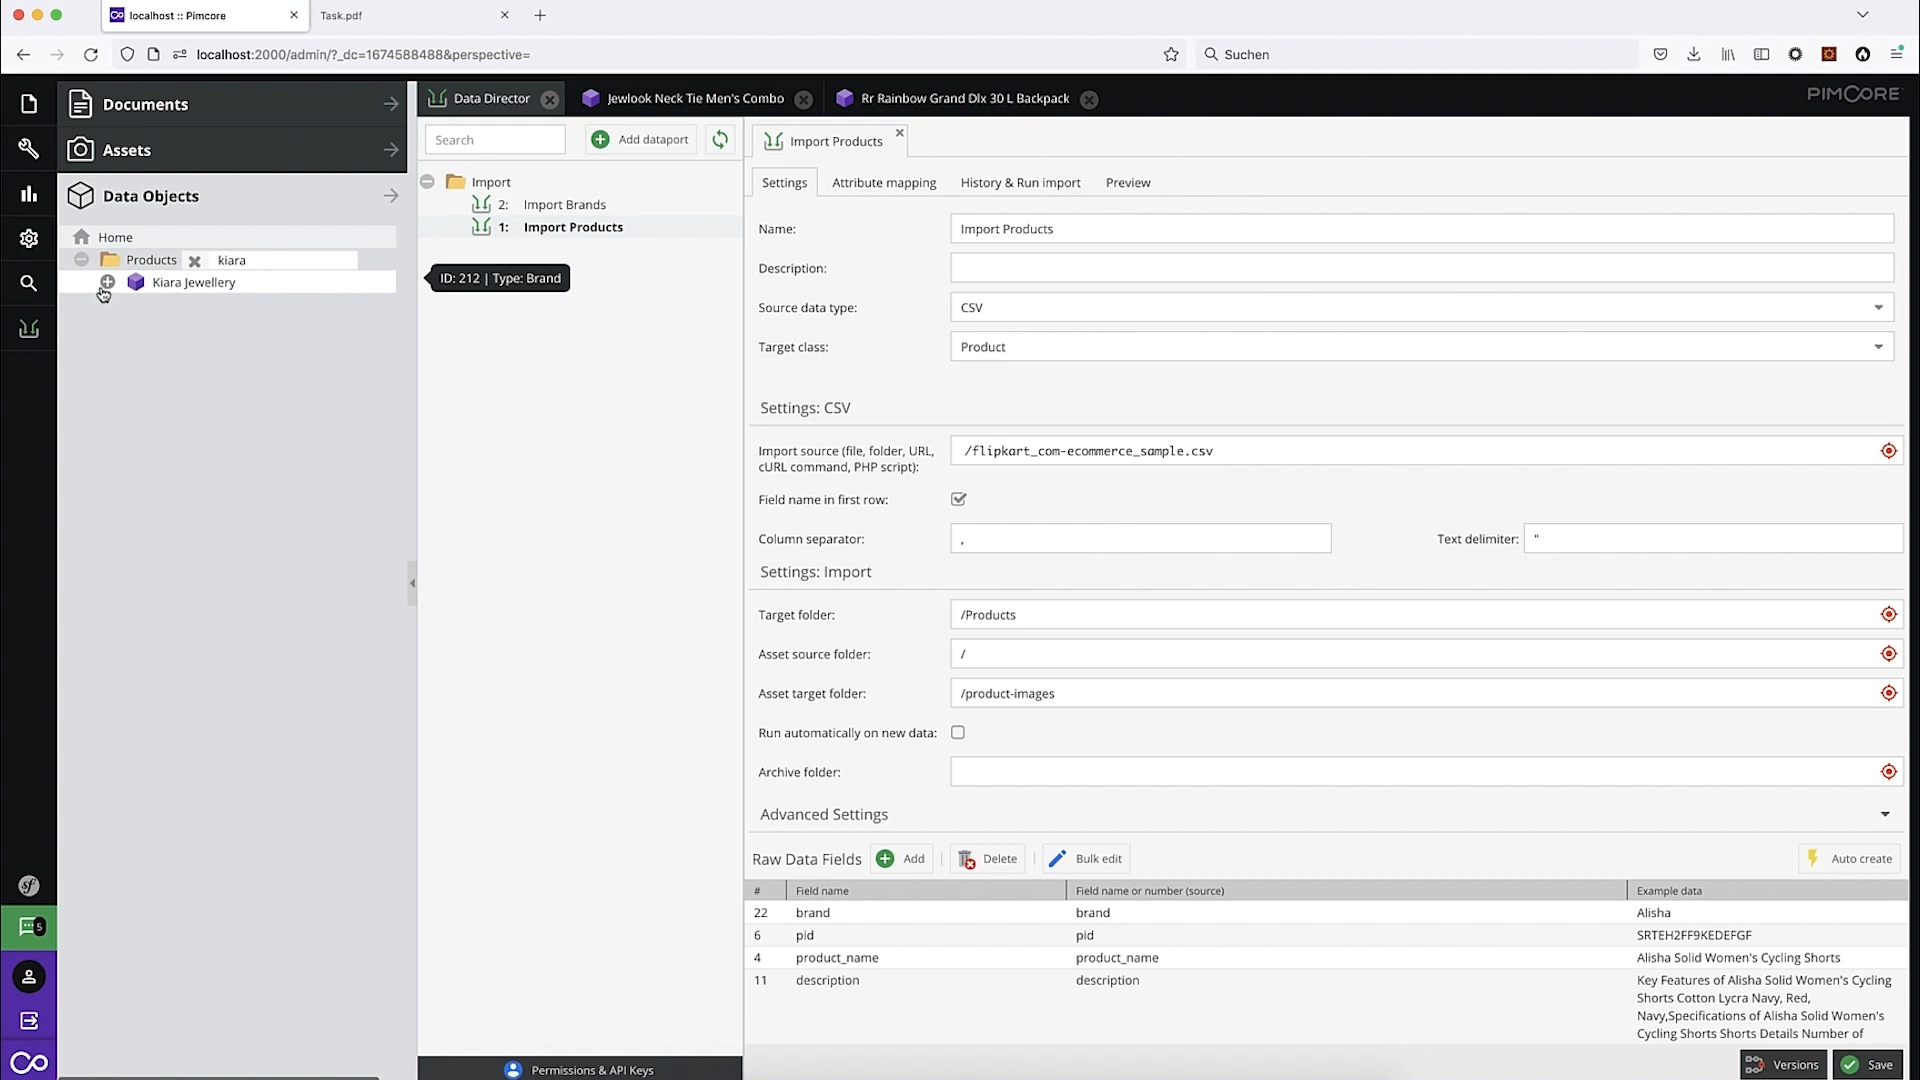 localhost :: Pimcore
Task.pdf
localhost:2000/admin/?_dc=1674588488&perspective=
Suchen
Documents
Assets
Data Objects
Home
Products
kiara
Kiara Jewellery
sf
5
Data Director
Jewlook Neck Tie Men's Combo
Rr Rainbow Grand Dlx 30 L Backpack
PIMCORE
Search
Add dataport
Import
2: Import Brands
1: Import Products
ID: 212 | Type: Brand
Permissions & API Keys
Import Products
Settings
Attribute mapping
History & Run import
Preview
Name:
Import Products
Description:
Source data type:
CSV
Target class:
Product
Settings: CSV
Import source (file, folder, URL,
cURL command, PHP script):
/flipkart_com-ecommerce_sample.csv
Field name in first row:
Column separator:
,
Text delimiter:
"
Settings: Import
Target folder:
/Products
Asset source folder:
/
Asset target folder:
/product-images
Run automatically on new data:
Archive folder:
Advanced Settings
Raw Data Fields
Add
Delete
Bulk edit
Auto create
# Field name Field name or number (source) Example data
22 brand brand Alisha
6 pid pid SRTEH2FF9KEDEFGF
4 product_name product_name Alisha Solid Women's Cycling Shorts
11 description description Key Features of Alisha Solid Women's Cycling
Shorts Cotton Lycra Navy, Red,
Navy,Specifications of Alisha Solid Women's
Cycling Shorts Shorts Details Number of
Versions
Save